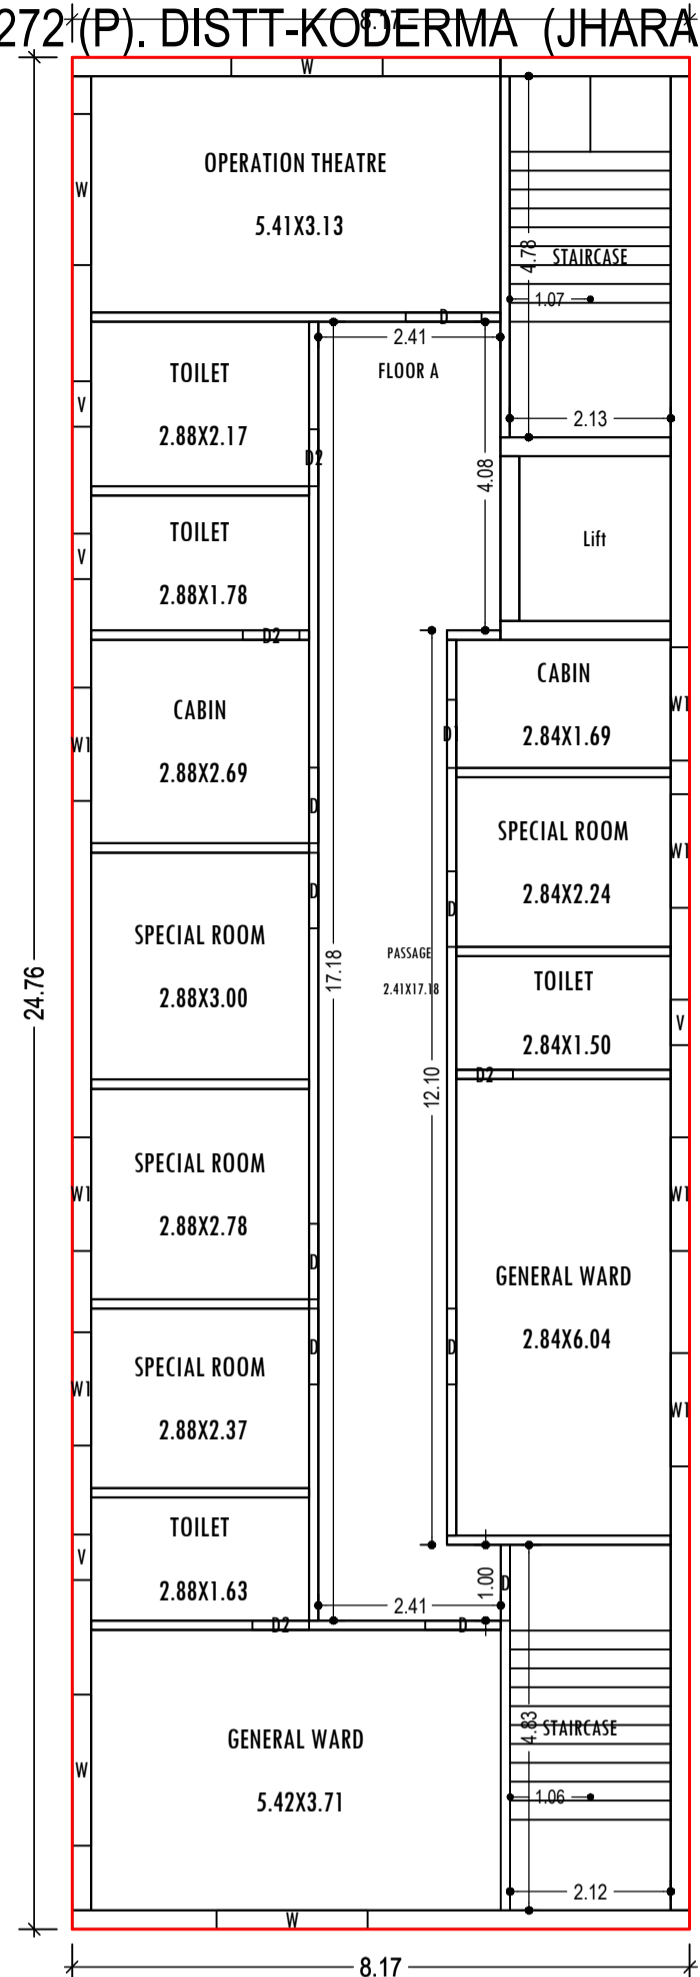 272 (P). DISTT-KODERMA (JHARA
8.17
W
OPERATION THEATRE
5.41X3.13
W
4.78
STAIRCASE
1.07
D
2.41
TOILET
FLOOR A
V
2.13
2.88X2.17
D2
4.08
TOILET
Lift
V
2.88X1.78
D2
CABIN
W1
2.84X1.69
D
CABIN
W1
2.88X2.69
D
SPECIAL ROOM
W1
2.84X2.24
D
D
SPECIAL ROOM
2.88X3.00
17.18
PASSAGE
2.41X17.18
24.76
TOILET
V
2.84X1.50
D2
12.10
SPECIAL ROOM
W1
2.88X2.78
W1
D
GENERAL WARD
2.84X6.04
D
D
SPECIAL ROOM
W1
2.88X2.37
W1
TOILET
V
2.88X1.63
1.00
D
2.41
D2
D
GENERAL WARD
5.42X3.71
W
4.83
STAIRCASE
1.06
2.12
W
8.17